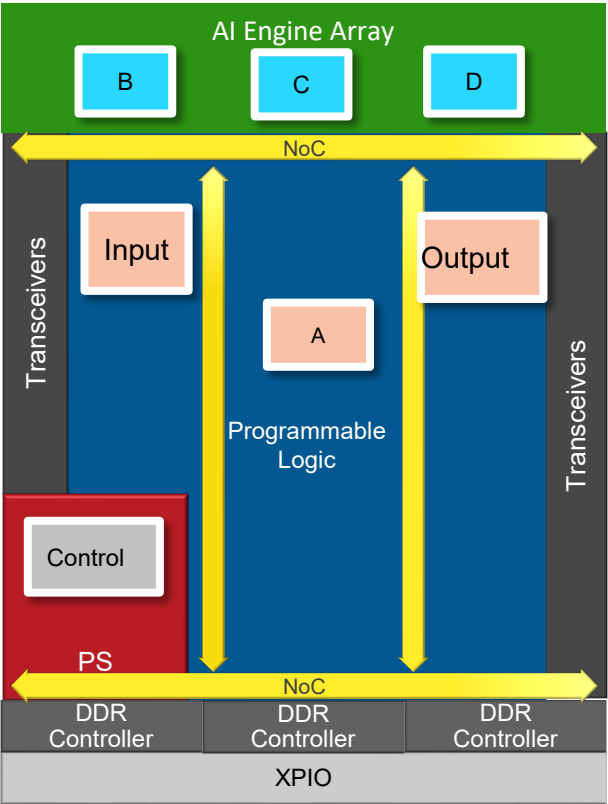 AI Engine Array
B
C
D
NoC
Transceivers
Input
Output
A
Programmable
Logic
Transceivers
Control
PS
NoC
DDR
Controller
DDR
Controller
DDR
Controller
XPIO